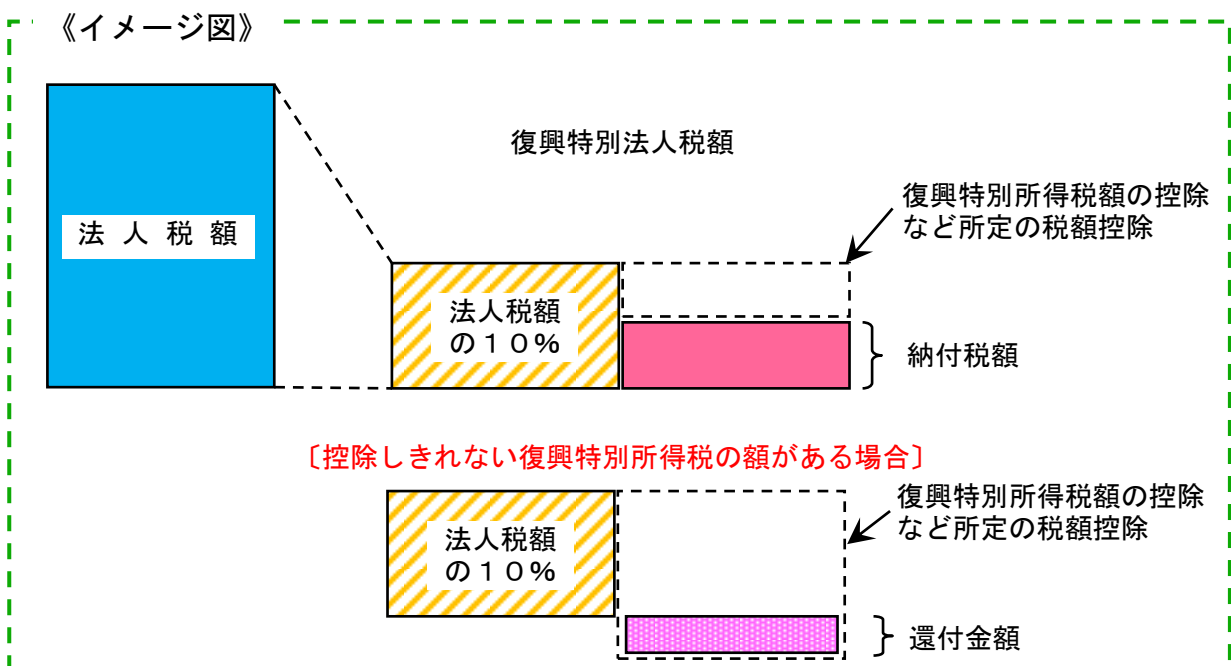 《イメージ図》
復興特別法人税額
復興特別所得税額の控除
など所定の税額控除
法人税額
法人税額
の１０％
納付税額
〔控除しきれない復興特別所得税の額がある場合〕
復興特別所得税額の控除
など所定の税額控除
法人税額
の１０％
還付金額